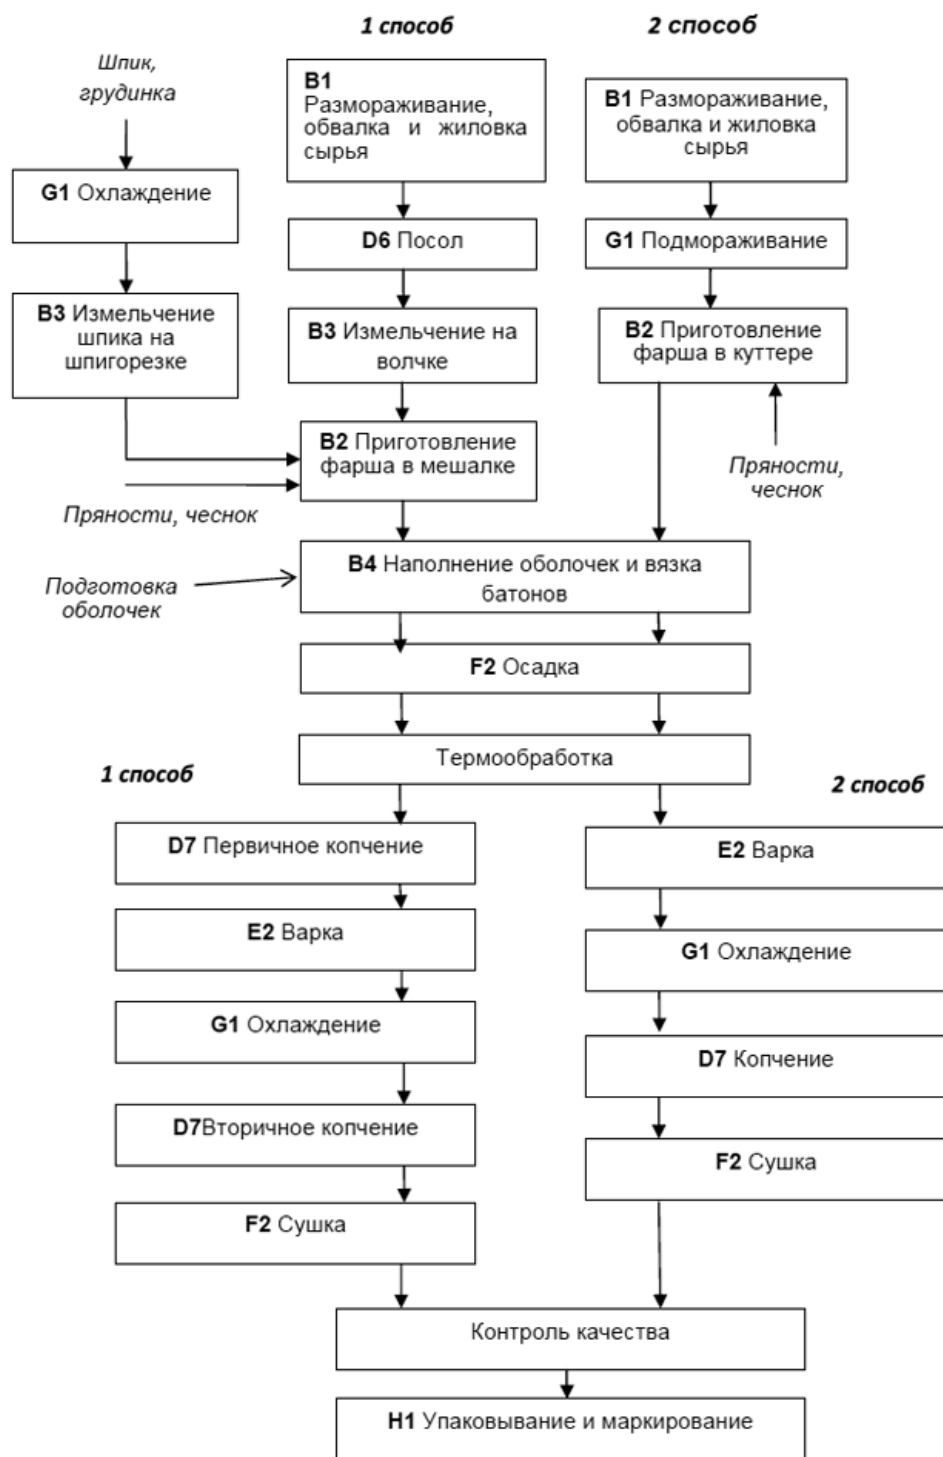 1 способ
2 способ
Шпик,
грудинка
B1
Размораживание,
обвалка и жиловка
сырья
B1 Размораживание,
обвалка и жиловка
сырья
G1 Охлаждение
D6 Посол
G1 Подмораживание
B3 Измельчение
шпика на
шпигорезке
B3 Измельчение на
волчке
B2 Приготовление
фарша в куттере
B2 Приготовление
фарша в мешалке
Пряности,
чеснок
Пряности, чеснок
B4 Наполнение оболочек и вязка
батонов
Подготовка
оболочек
F2 Осадка
Термообработка
1 способ
2 способ
D7 Первичное копчение
E2 Варка
G1 Охлаждение
D7Вторичное копчение
F2 Сушка
E2 Варка
G1 Охлаждение
D7 Копчение
F2 Сушка
Контроль качества
H1 Упаковывание и маркирование